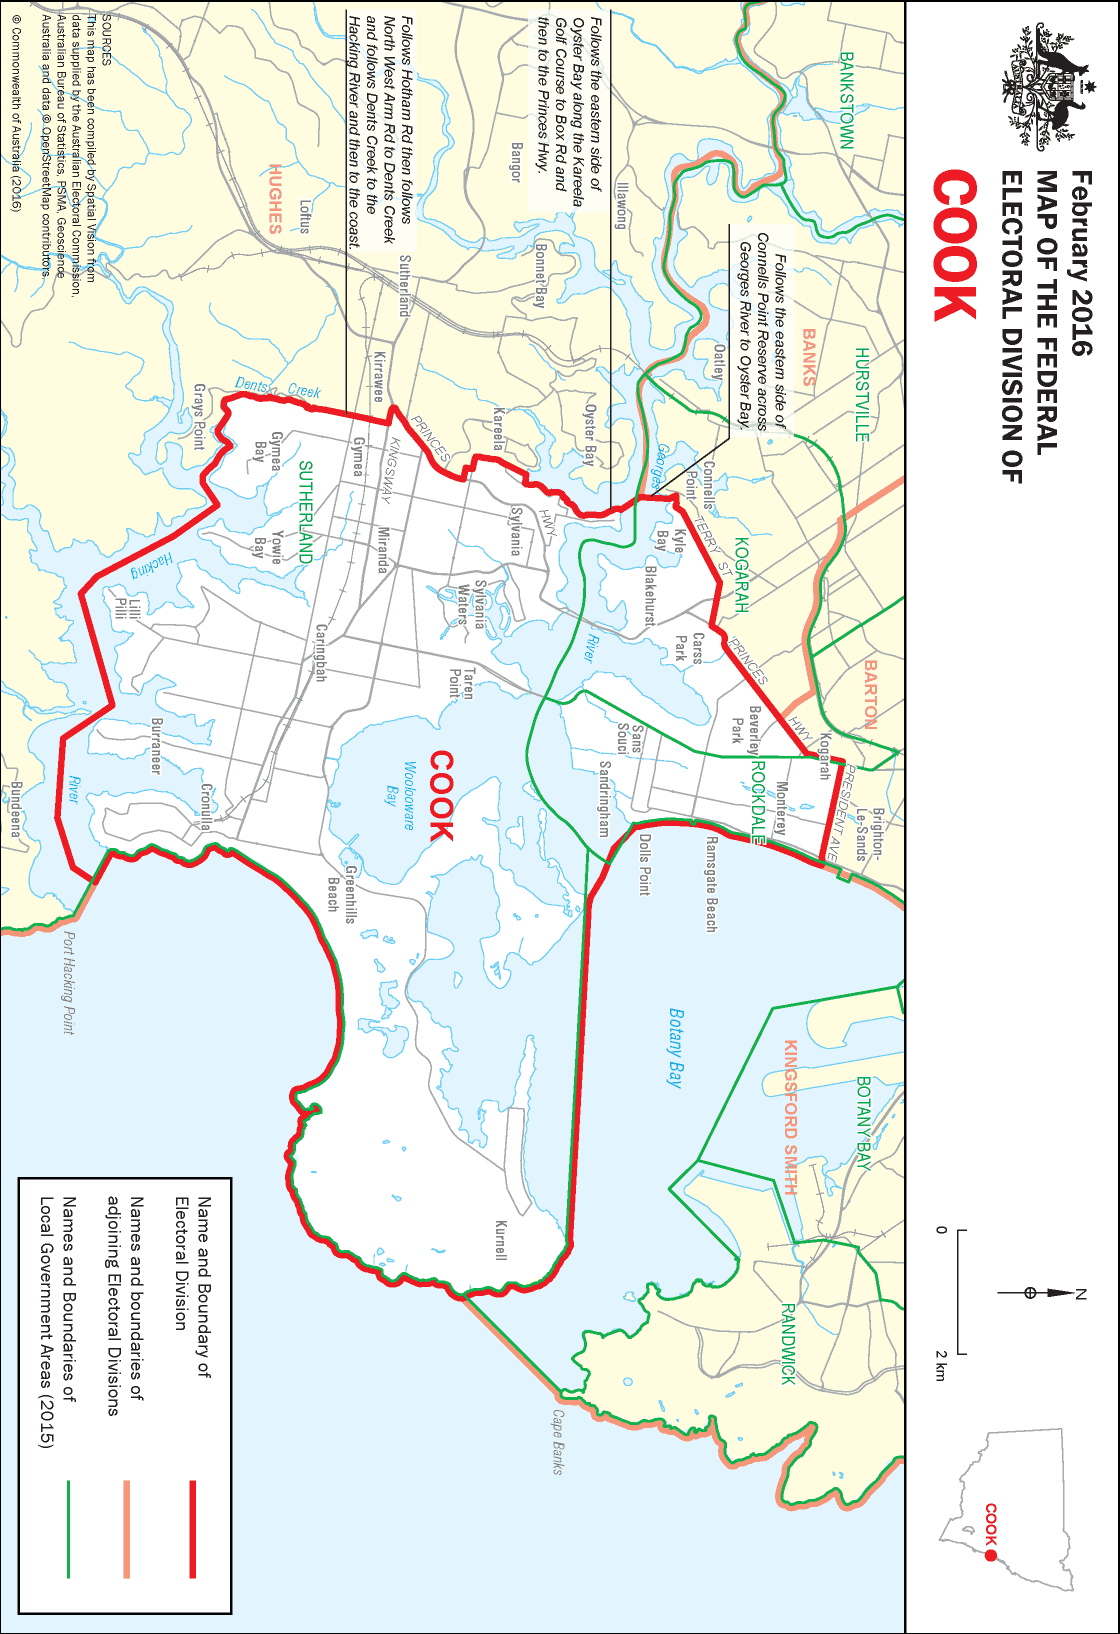 February 2016
MAP OF THE FEDERAL
ELECTORAL DIVISION OF
COOK
0
2 km
N
COOK
BANKSTOWN
HURSTVILLE
BANKS
BARTON
KOGARAH
ROCKDALE
BOTANY BAY
KINGSFORD SMITH
RANDWICK
HUGHES
SUTHERLAND
COOK
Follows the eastern side of
Connells Point Reserve across
Georges River to Oyster Bay.
Follows the eastern side of
Oyster Bay along the Kareela
Golf Course to Box Rd and
then to the Princes Hwy.
Follows Hotham Rd then follows
North West Arm Rd to Dents Creek
and follows Dents Creek to the
Hacking River and then to the coast.
Brighton-
Le-Sands
PRESIDENT AVE
Kogarah
HWY
Monterey
Beverley
Park
PRINCES
TERRY ST
Connells
Point
Oatley
Kyle
Bay
Carss
Park
Blakehurst
Ramsgate Beach
Dolls Point
Sans
Souci
Sandringham
Georges
River
Botany Bay
Illawong
Bangor
Bonnet Bay
Oyster Bay
Kareela
HWY
Sylvania
Sylvania
Waters
Taren
Point
PRINCES
KINGSWAY
Sutherland
Kirrawee
Loftus
Gymea
Miranda
Caringbah
Woolooware
Bay
Greenhills
Beach
Kurnell
Cape Banks
Dents Creek
Grays Point
Gymea
Bay
Yowie
Bay
Hacking
River
Lilli
Pilli
Burraneer
Cronulla
Bundeena
Port Hacking Point
SOURCES
This map has been compiled by Spatial Vision from
data supplied by the Australian Electoral Commission,
Australian Bureau of Statistics, PSMA, Geoscience
Australia and data © OpenStreetMap contributors.
© Commonwealth of Australia (2016)
Name and Boundary of
Electoral Division
Names and boundaries of
adjoining Electoral Divisions
Names and Boundaries of
Local Government Areas (2015)